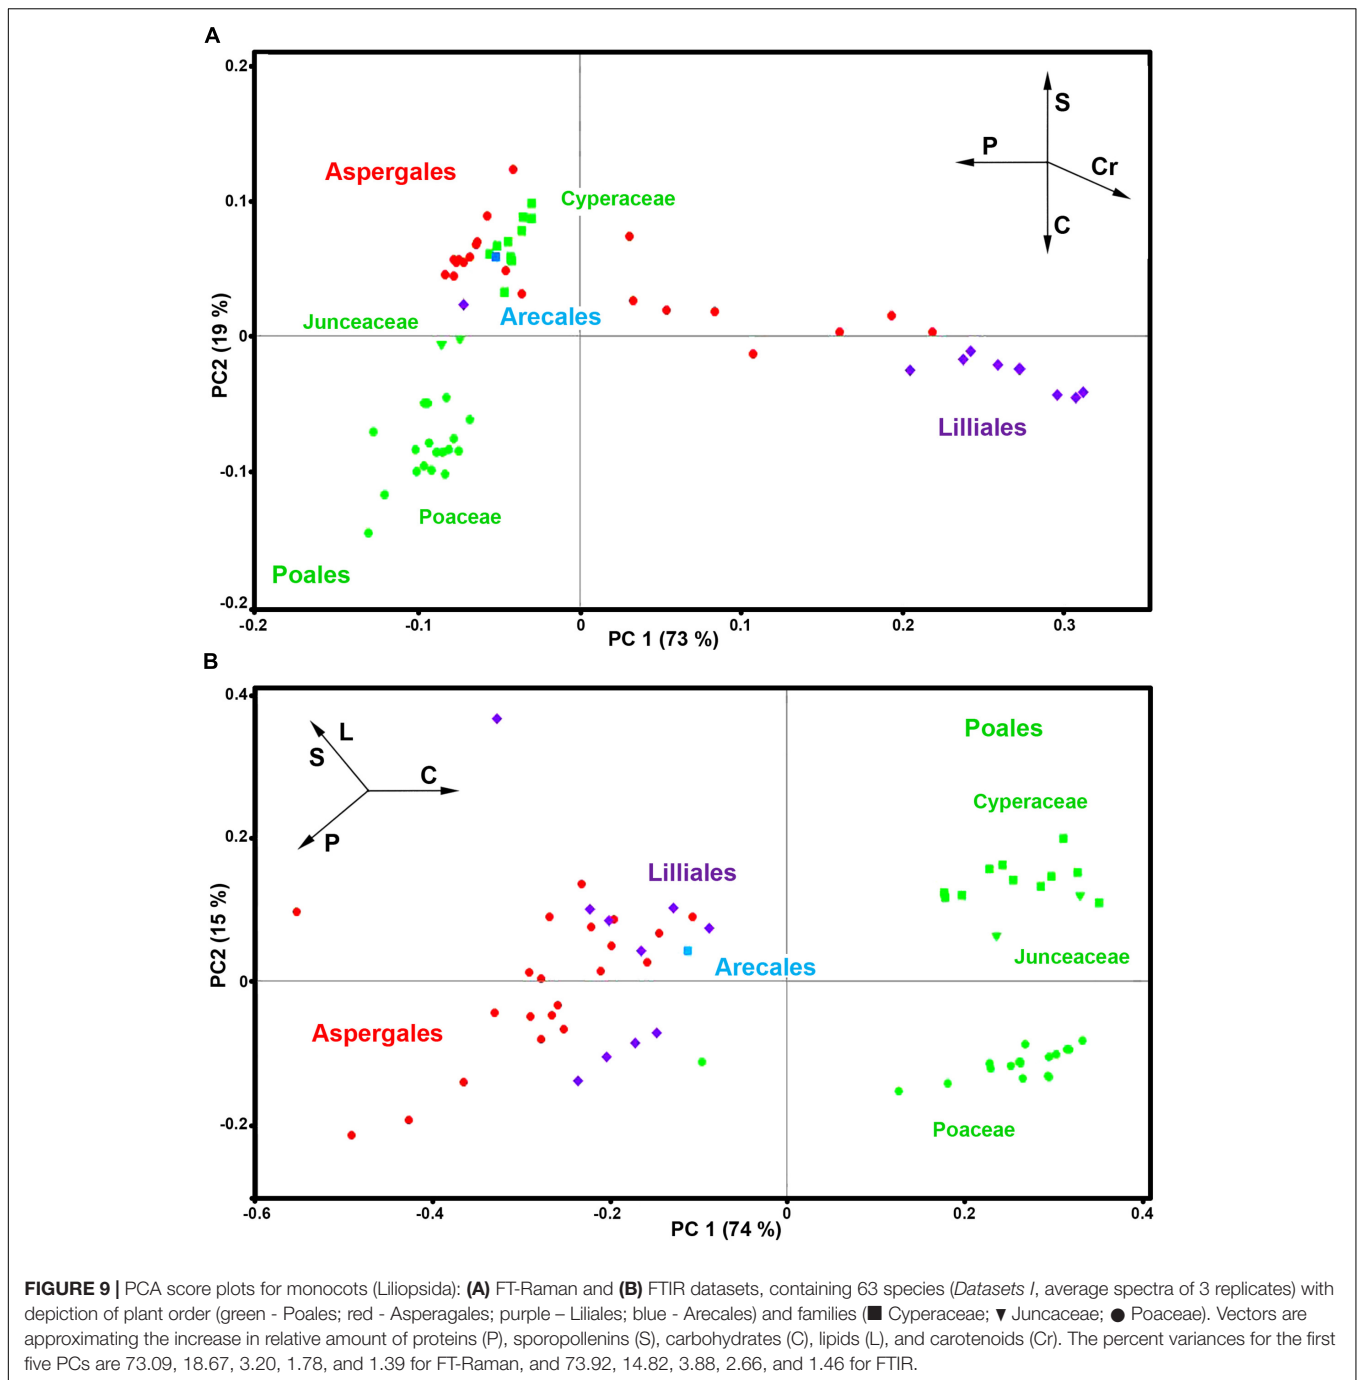 A
0.2
0.1
0
-0.1
-0.2
PC2 (19 %)
Aspergales
Cyperaceae
Junceaceae
Arecales
Lilliales
Poaceae
Poales
S
P
Cr
C
-0.2
-0.1
0
0.1
0.2
0.3
PC 1 (73 %)
B
0.4
0.2
0
-0.2
PC2 (15 %)
L
S
C
P
Poales
Cyperaceae
Lilliales
Arecales
Junceaceae
Aspergales
Poaceae
-0.6
-0.4
-0.2
0
0.2
0.4
PC 1 (74 %)
FIGURE 9 | PCA score plots for monocots (Liliopsida): (A) FT-Raman and (B) FTIR datasets, containing 63 species (Datasets I, average spectra of 3 replicates) with
depiction of plant order (green - Poales; red - Asperagales; purple – Liliales; blue - Arecales) and families (■ Cyperaceae; ▼ Juncaceae; ● Poaceae). Vectors are
approximating the increase in relative amount of proteins (P), sporopollenins (S), carbohydrates (C), lipids (L), and carotenoids (Cr). The percent variances for the first
five PCs are 73.09, 18.67, 3.20, 1.78, and 1.39 for FT-Raman, and 73.92, 14.82, 3.88, 2.66, and 1.46 for FTIR.